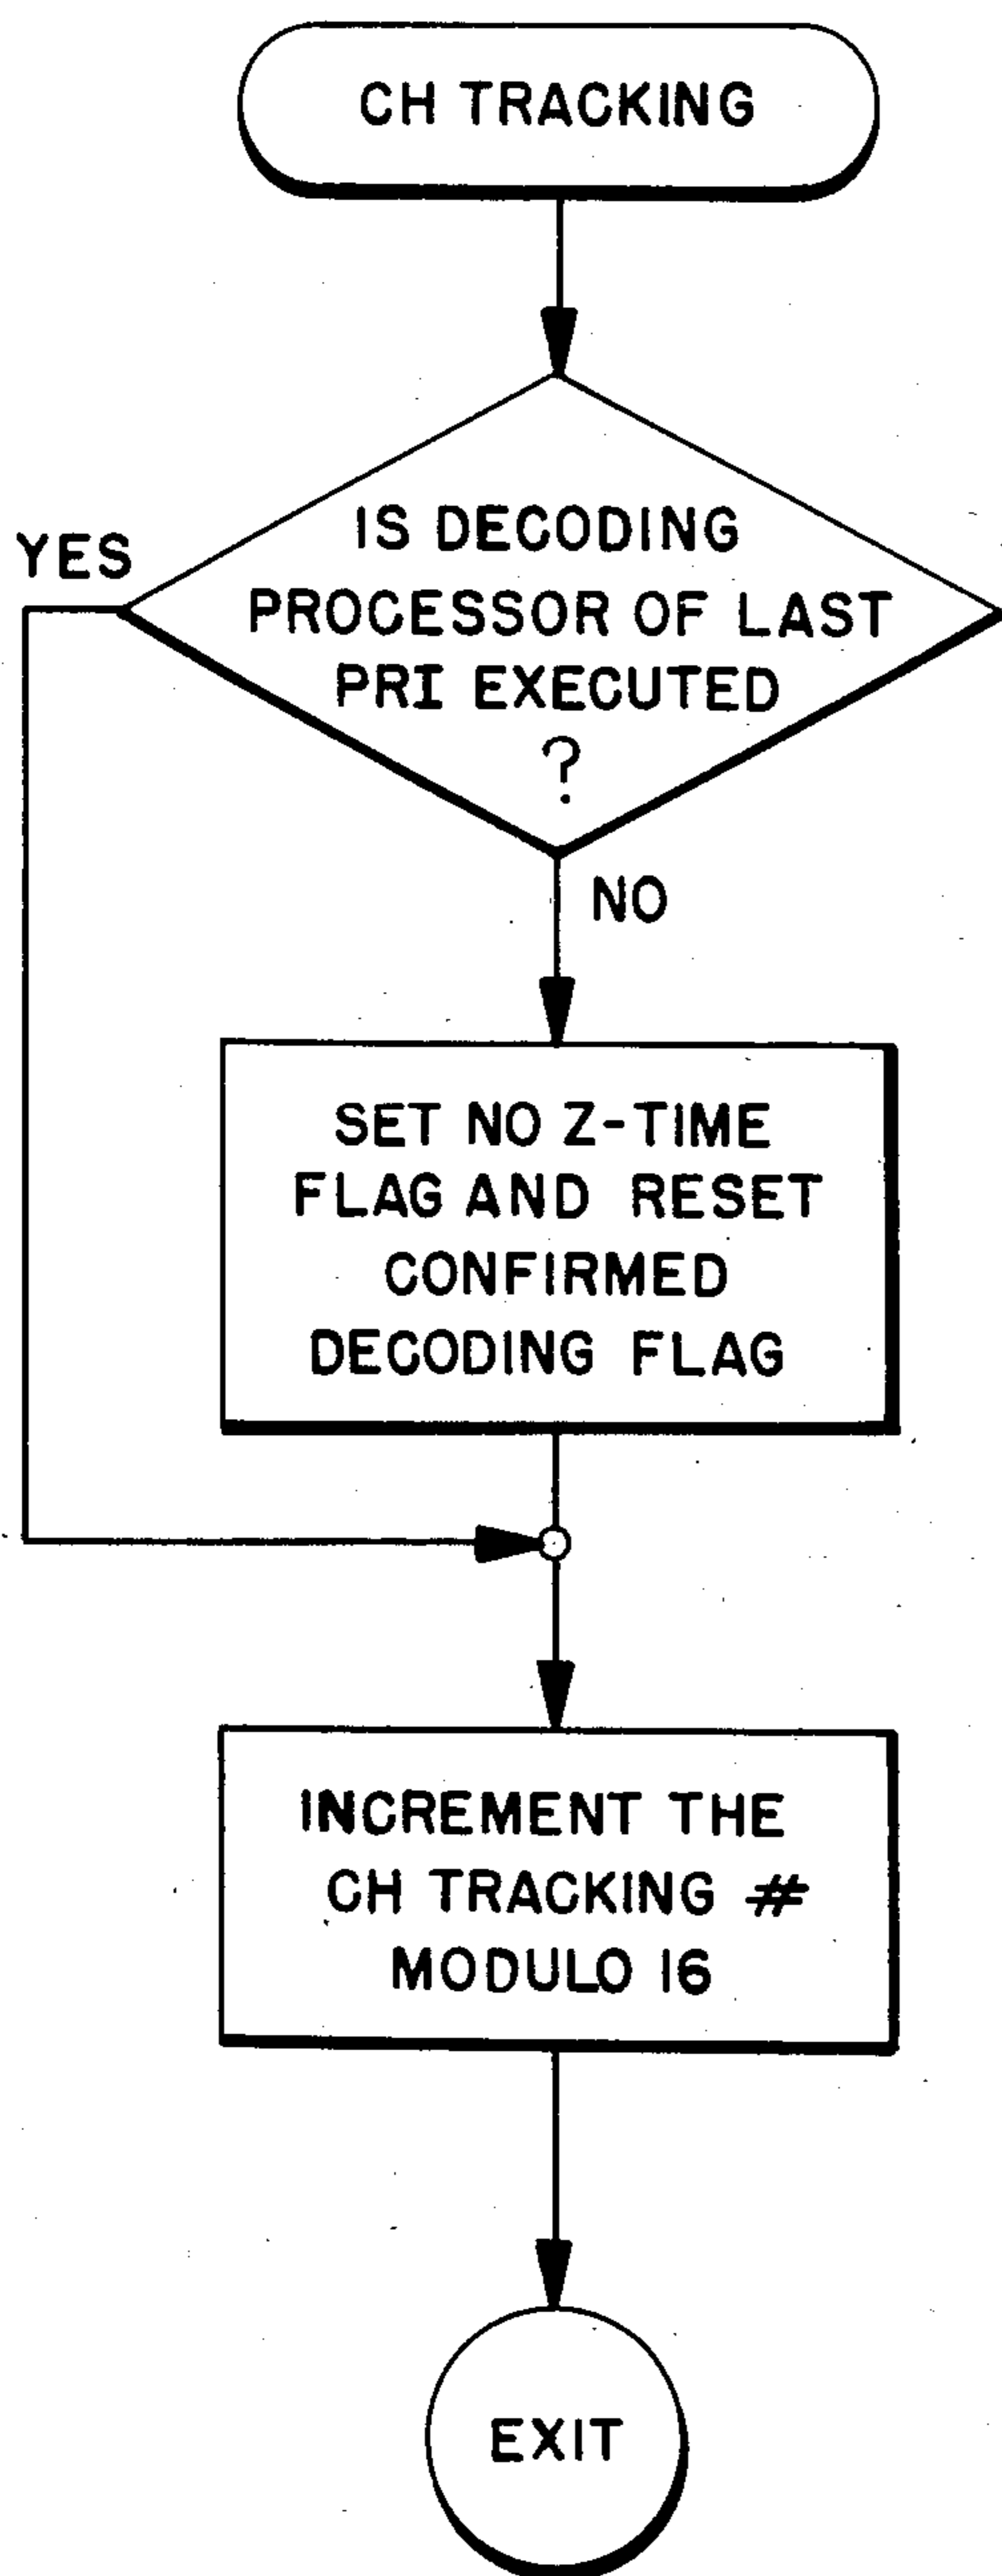 CH TRACKING
IS DECODING
PROCESSOR OF LAST
PRI EXECUTED
?
YES
NO
SET NO Z-TIME
FLAG AND RESET
CONFIRMED
DECODING FLAG
INCREMENT THE
CH TRACKING #
MODULO 16
EXIT